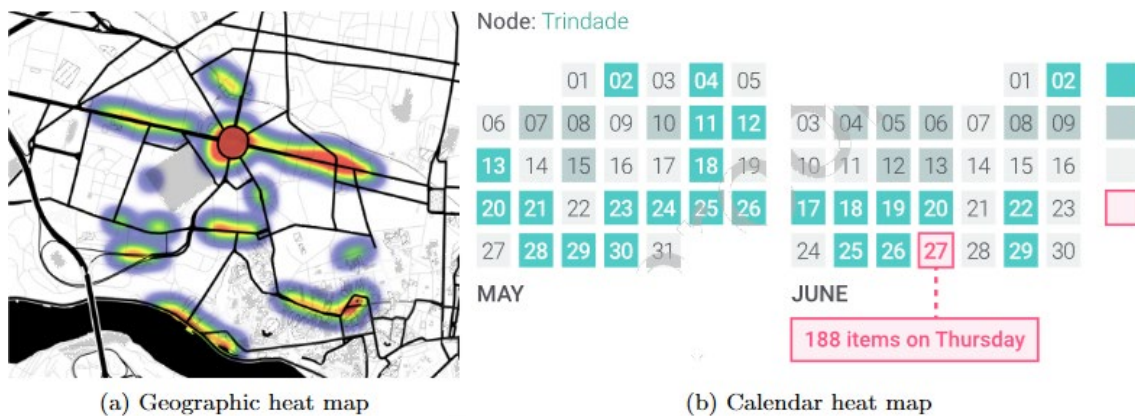 Node: Trindade
01 02 03 04 05
06 07 08 09 10 11 12
13 14 15 16 17 18 19
20 21 22 23 24 25 26
27 28 29 30 31
MAY
01 02
03 04 05 06 07 08 09
10 11 12 13 14 15 16
17 18 19 20 21 22 23
24 25 26 27 28 29 30
JUNE
188 items on Thursday
(a) Geographic heat map
(b) Calendar heat map